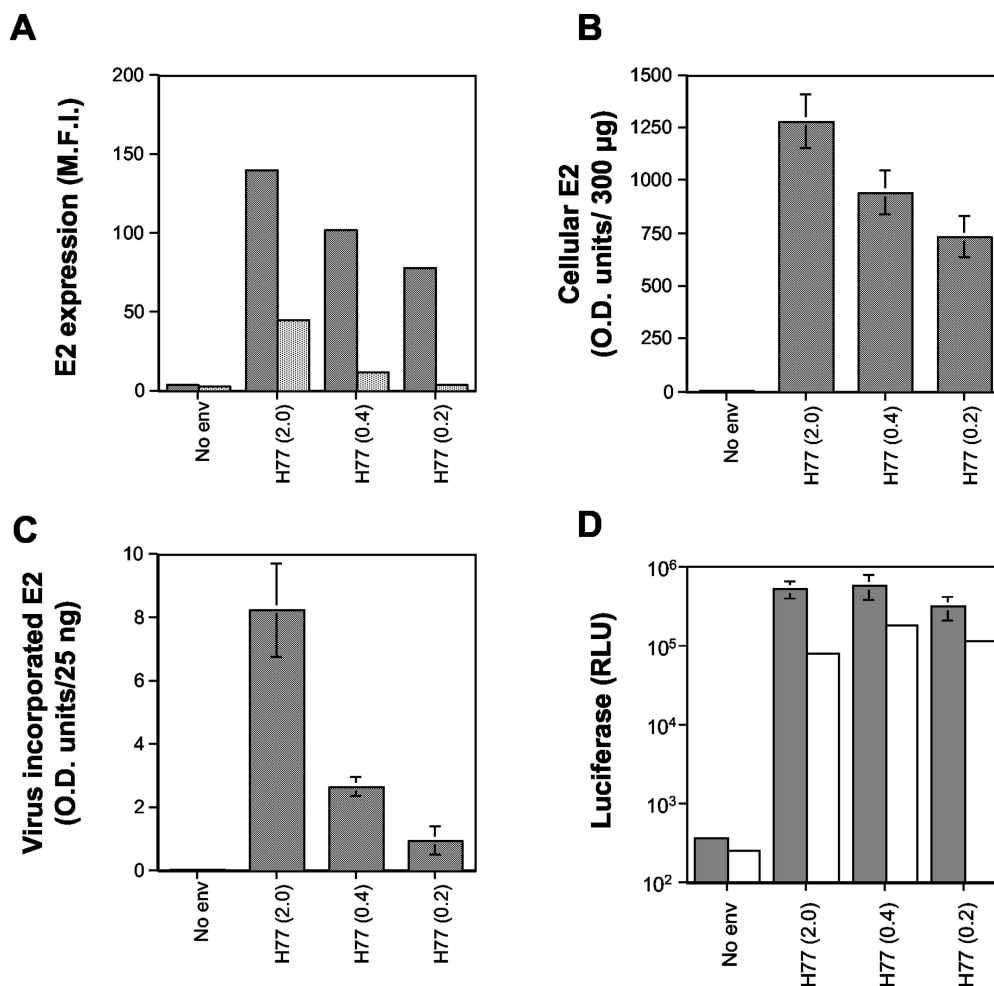 A
E2 expression (M.F.I.)
200
150
100
50
0
No env
H77 (2.0)
H77 (0.4)
H77 (0.2)
B
Cellular E2
(O.D. units/ 300 µg)
1500
1250
1000
750
500
250
0
No env
H77 (2.0)
H77 (0.4)
H77 (0.2)
C
Virus incorporated E2
(O.D. units/25 ng)
10
8
6
4
2
0
No env
H77 (2.0)
H77 (0.4)
H77 (0.2)
D
Luciferase (RLU)
10⁶
10⁵
10⁴
10³
10²
No env
H77 (2.0)
H77 (0.4)
H77 (0.2)